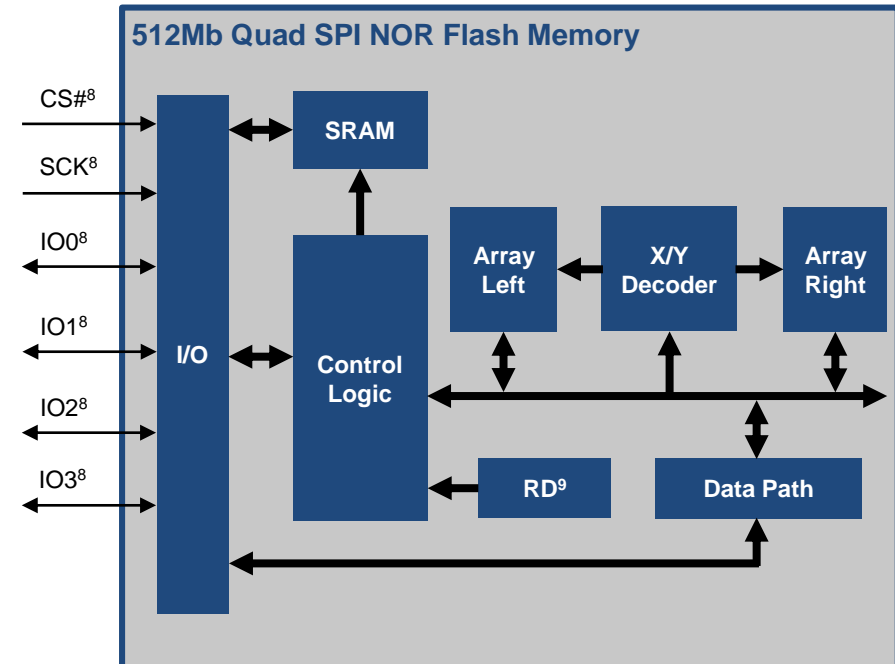 512Mb Quad SPI NOR Flash Memory
CS#⁸
SCK⁸
IO0⁸
IO1⁸
IO2⁸
IO3⁸
I/O
SRAM
Control
Logic
Array
Left
X/Y
Decoder
Array
Right
RD⁹
Data Path